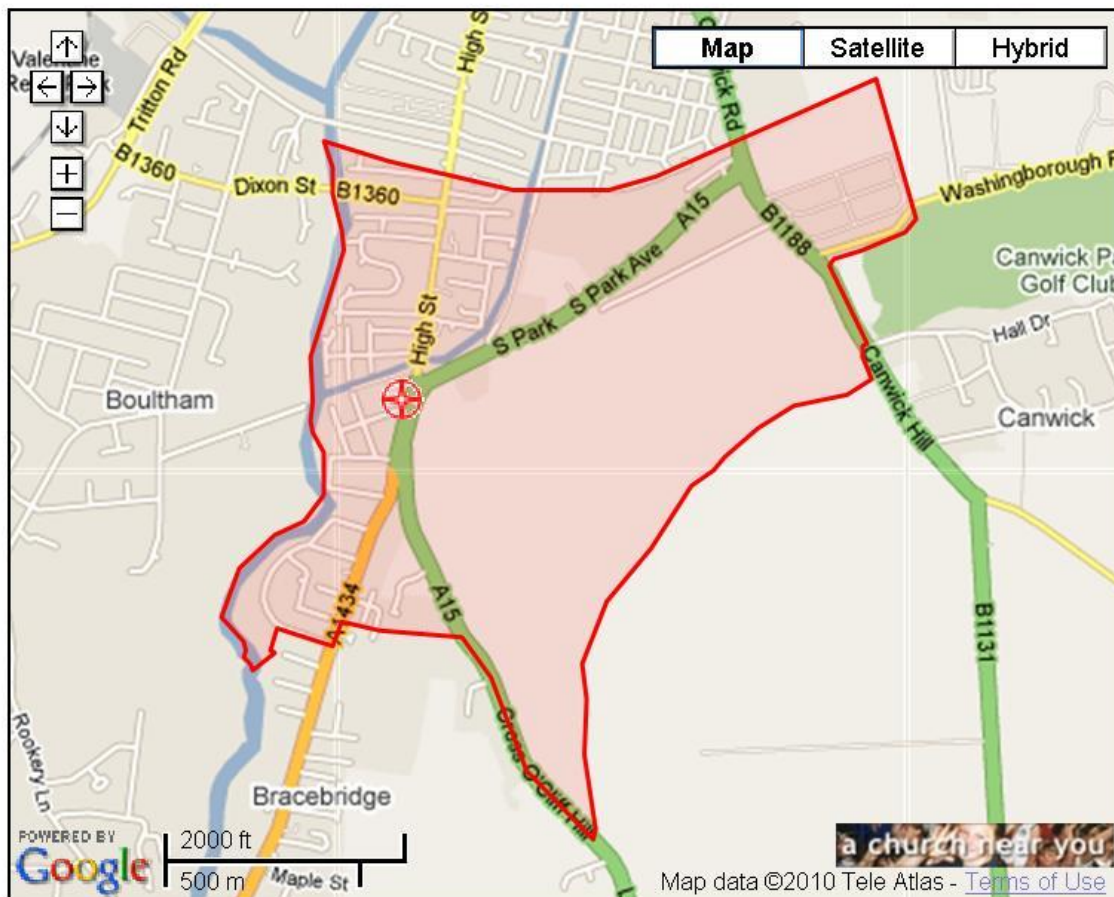 Map
Satellite
Hybrid
High St
Tritton Rd
B1360
Dixon St
B1360
A15
B1188
Washingborough
S Park Ave
Golf Club
High St
S Park
Hall Dr
Boultham
Canwick Hill
Canwick
A15
A1434
B1131
Rookery Ln
Cross O'Cliff Hill
Bracebridge
POWERED BY
Google
2000 ft
500 m
Maple St
a church near you
Map data ©2010 Tele Atlas - Terms of Use